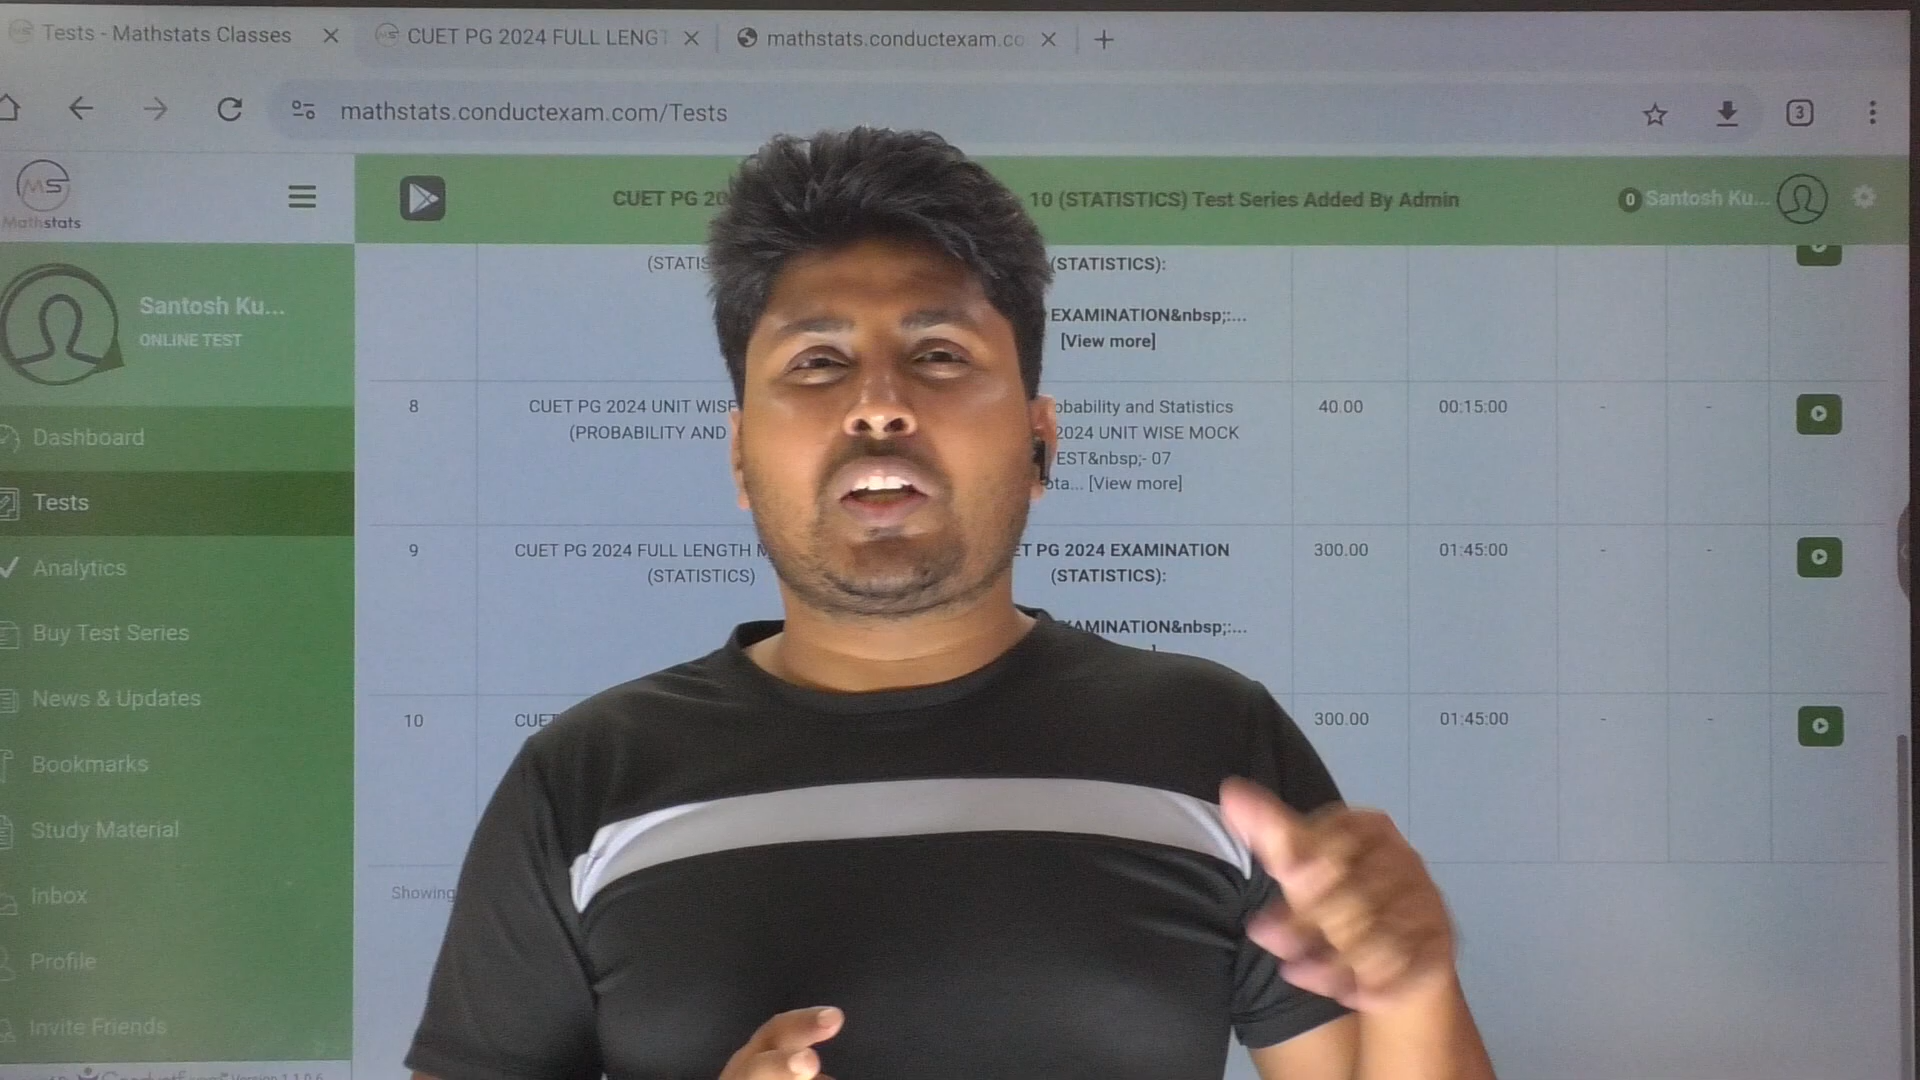 Tests - Mathstats Classes
CUET PG 2024 FULL LENGT
mathstats.conductexam.co
mathstats.conductexam.com/Tests
3
MS
Mathstats
CUET PG 20
10 (STATISTICS) Test Series Added By Admin
0 Santosh Ku...
Santosh Ku...
ONLINE TEST
Dashboard
Tests
Analytics
Buy Test Series
News & Updates
Bookmarks
Study Material
Inbox
Profile
Invite Friends
(STATIS
(STATISTICS):
EXAMINATION&nbsp;:...
[View more]
8
CUET PG 2024 UNIT WISE
(PROBABILITY AND
obability and Statistics
2024 UNIT WISE MOCK
EST&nbsp;- 07
ota... [View more]
40.00
00:15:00
-
-
9
CUET PG 2024 FULL LENGTH M
(STATISTICS)
ET PG 2024 EXAMINATION
(STATISTICS):
AMINATION&nbsp;:...
300.00
01:45:00
-
-
10
CUET
300.00
01:45:00
-
-
Showing